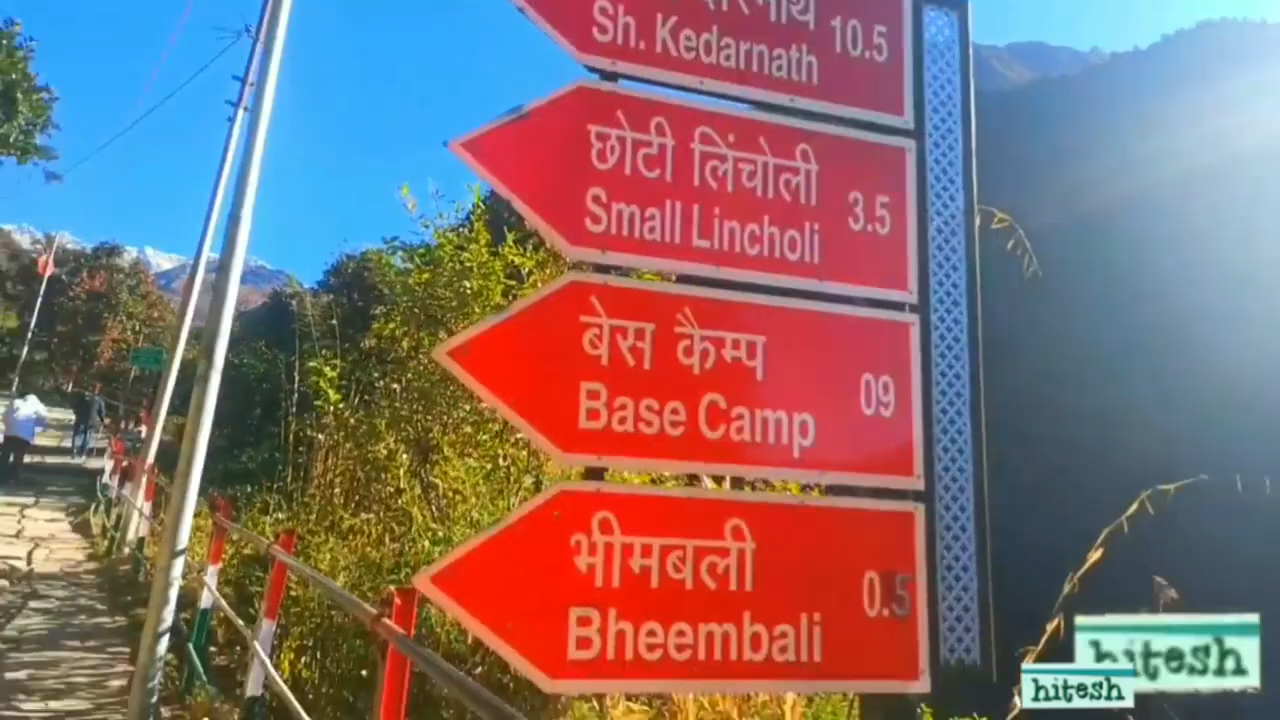 Sh. Kedarnath 10.5
छोटी लिंचोली
Small Lincholi 3.5
बेस कैम्प
Base Camp 09
भीमबली
Bheembali 0.5
hitesh
hitesh